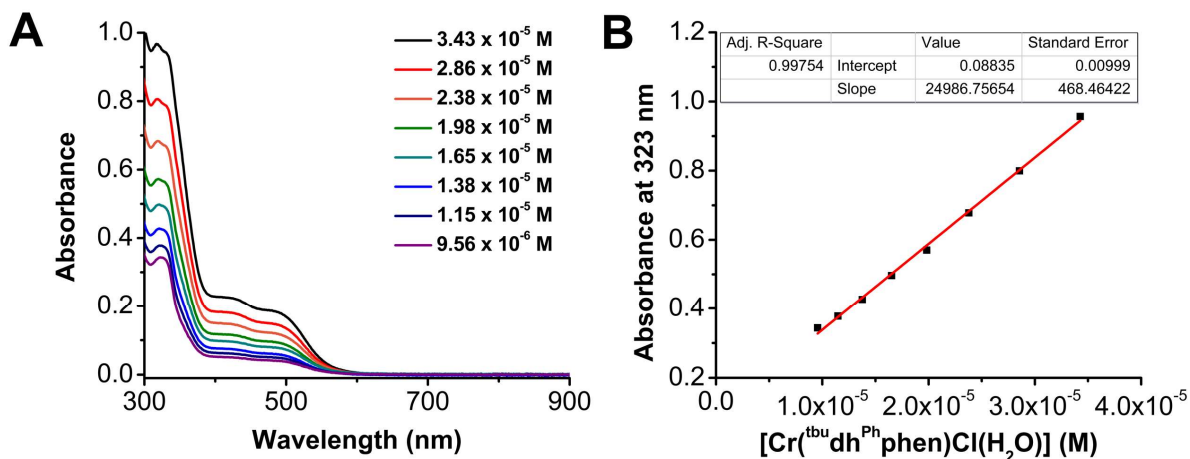 A
Absorbance
1.0
0.8
0.6
0.4
0.2
0.0
300
500
700
900
Wavelength (nm)
3.43 x 10⁻⁵ M
2.86 x 10⁻⁵ M
2.38 x 10⁻⁵ M
1.98 x 10⁻⁵ M
1.65 x 10⁻⁵ M
1.38 x 10⁻⁵ M
1.15 x 10⁻⁵ M
9.56 x 10⁻⁶ M
B
Adj. R-Square Value Standard Error
0.99754 Intercept 0.08835 0.00999
Slope 24986.75654 468.46422
Absorbance at 323 nm
1.2
1.0
0.8
0.6
0.4
0.2
0.0
1.0x10⁻⁵
2.0x10⁻⁵
3.0x10⁻⁵
4.0x10⁻⁵
[Cr(ᵗᵇᵘdhᴾʰphen)Cl(H₂O)] (M)